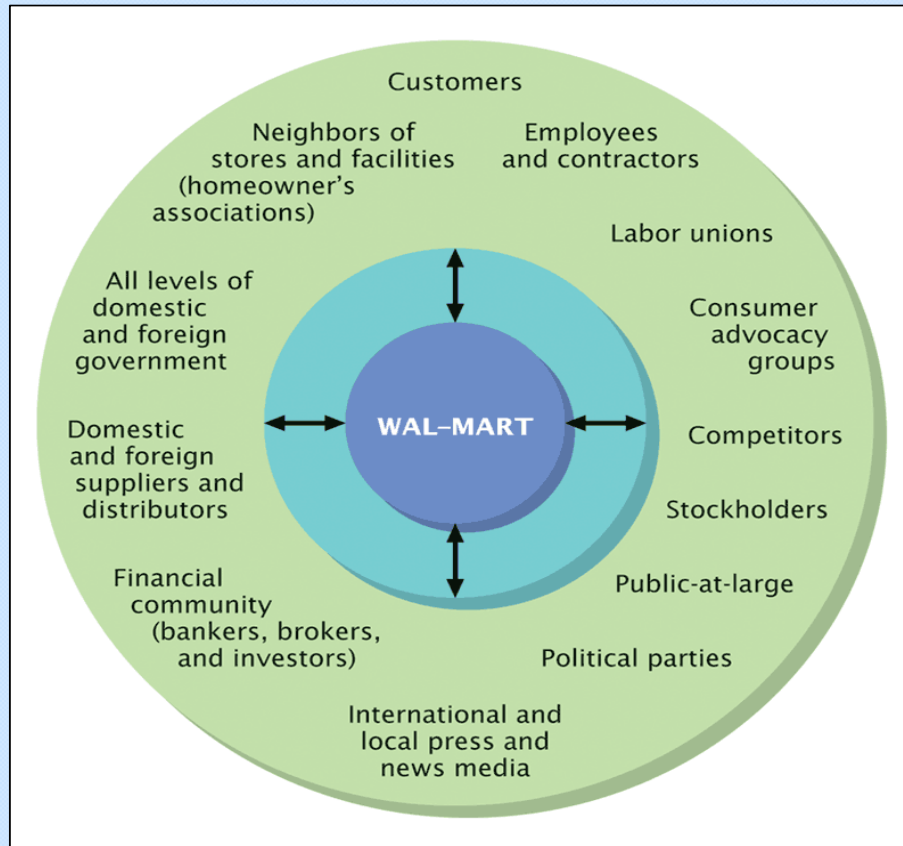 Customers
Neighbors of
stores and facilities
(homeowner’s
associations)
Employees
and contractors
Labor unions
All levels of
domestic
and foreign
government
Consumer
advocacy
groups
WAL–MART
Domestic
and foreign
suppliers and
distributors
Competitors
Stockholders
Financial
community
(bankers, brokers,
and investors)
Public-at-large
Political parties
International and
local press and
news media